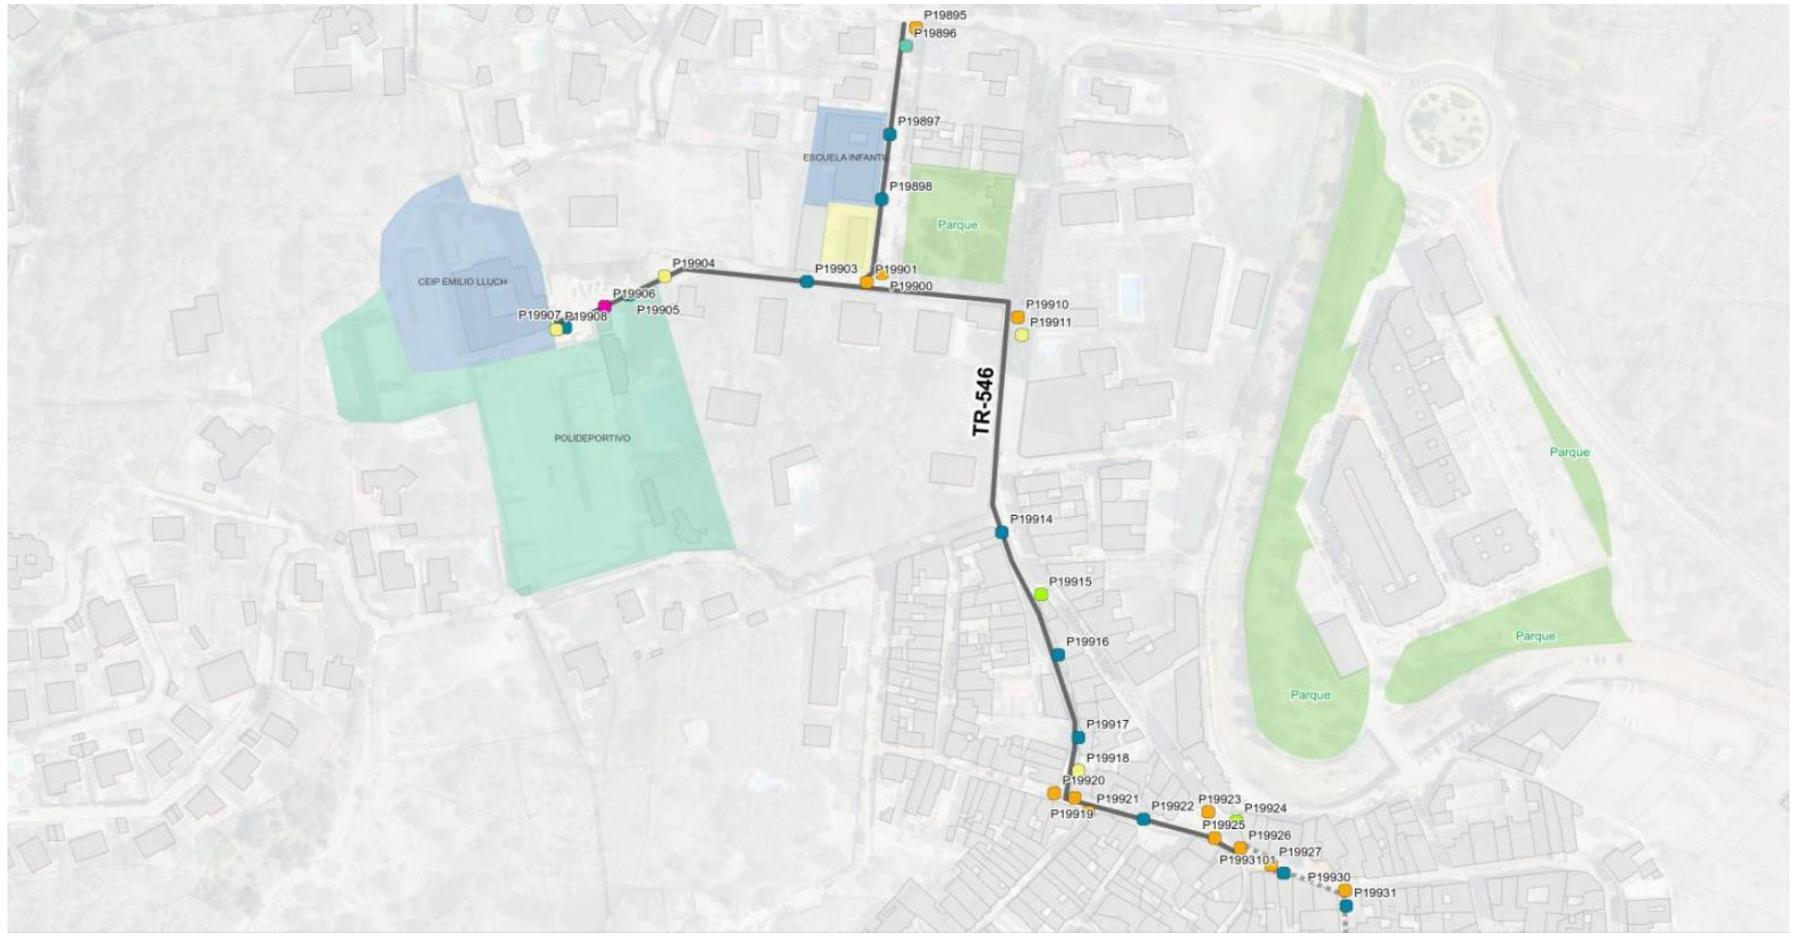 P19895
P19896
P19897
ESCUELA INFANTIL
P19898
Parque
P19904
P19903
P19901
P19900
CEIP EMILIO LLUCH
P19906
P19905
P19907
P19908
P19910
P19911
TR-546
POLIDEPORTIVO
Parque
P19914
P19915
P19916
Parque
Parque
P19917
P19918
P19920
P19919
P19921
P19922
P19923
P19924
P19925
P19926
P1993101
P19927
P19930
P19931